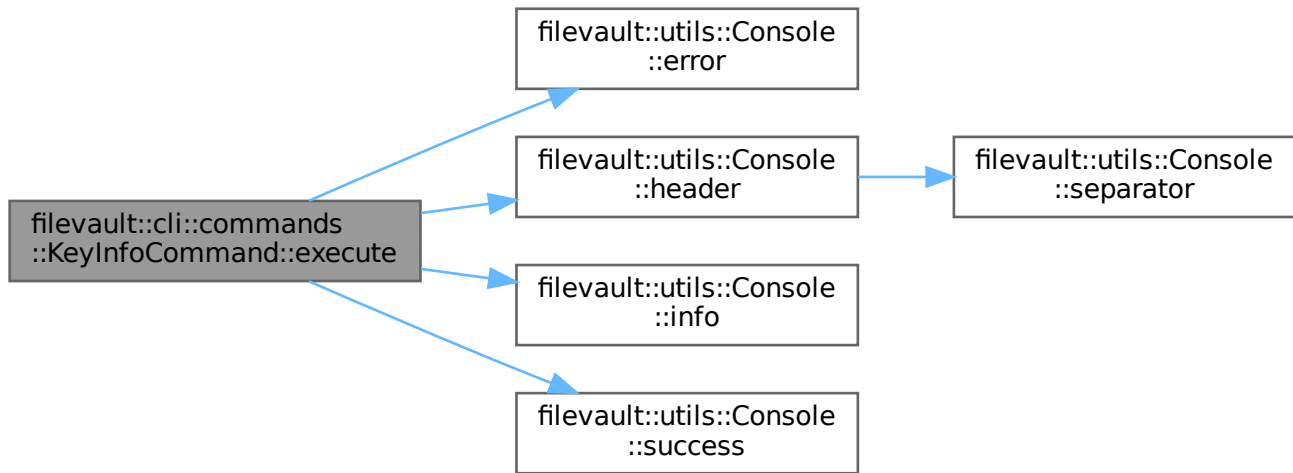 filevault::utils::Console
::error
filevault::utils::Console
::header
filevault::utils::Console
::separator
filevault::cli::commands
::KeyInfoCommand::execute
filevault::utils::Console
::info
filevault::utils::Console
::success